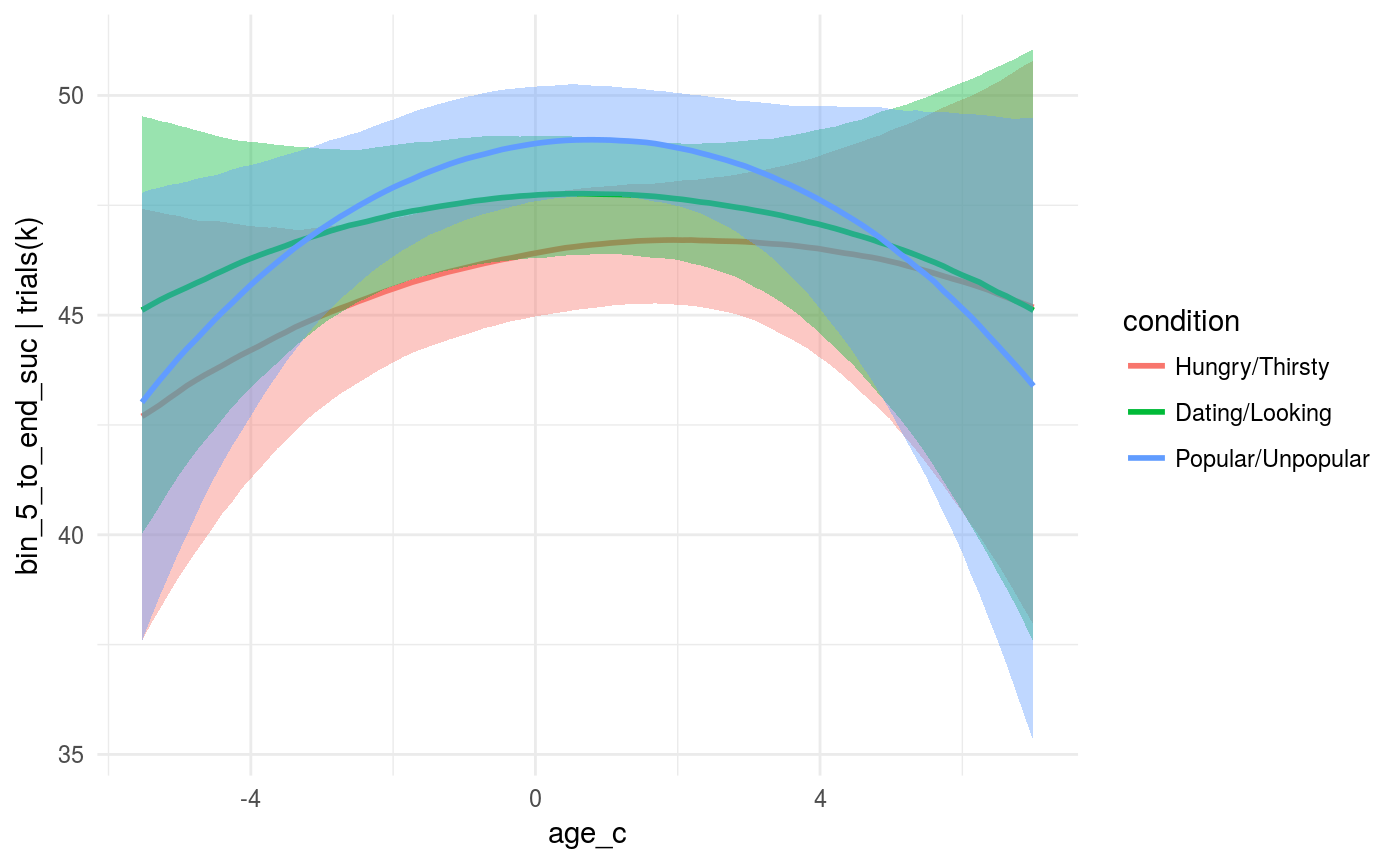 bin_5_to_end_suc | trials(k)
50
45
40
35
-4
0
4
age_c
condition
Hungry/Thirsty
Dating/Looking
Popular/Unpopular